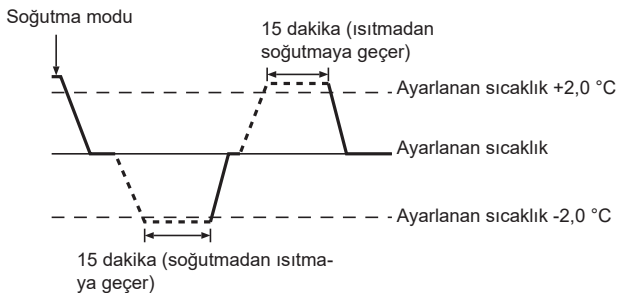 Soğutma modu
15 dakika (ısıtmadan
soğutmaya geçer)
Ayarlanan sıcaklık +2,0 °C
Ayarlanan sıcaklık
Ayarlanan sıcaklık -2,0 °C
15 dakika (soğutmadan ısıtma-
ya geçer)